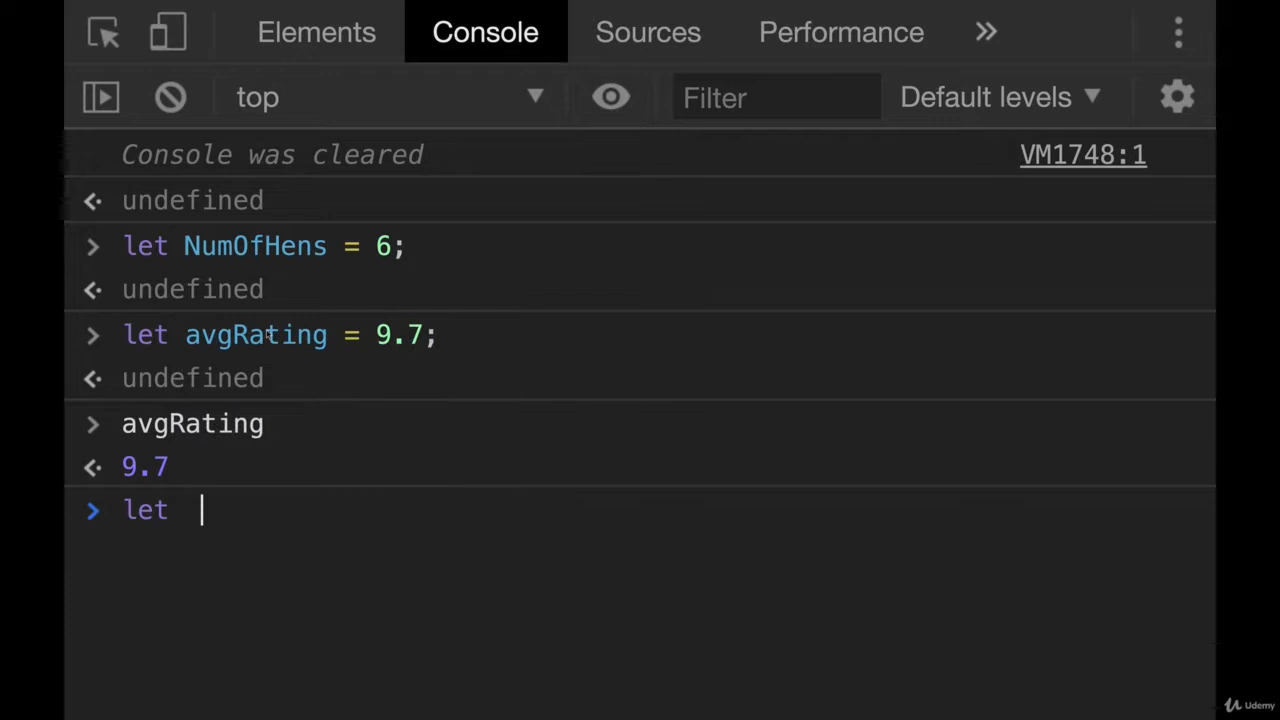 Elements Console Sources Performance »
top ▼ Filter Default levels ▼
Console was cleared VM1748:1
undefined
> let NumOfHens = 6;
undefined
> let avgRating = 9.7;
undefined
> avgRating
9.7
> let
Udemy